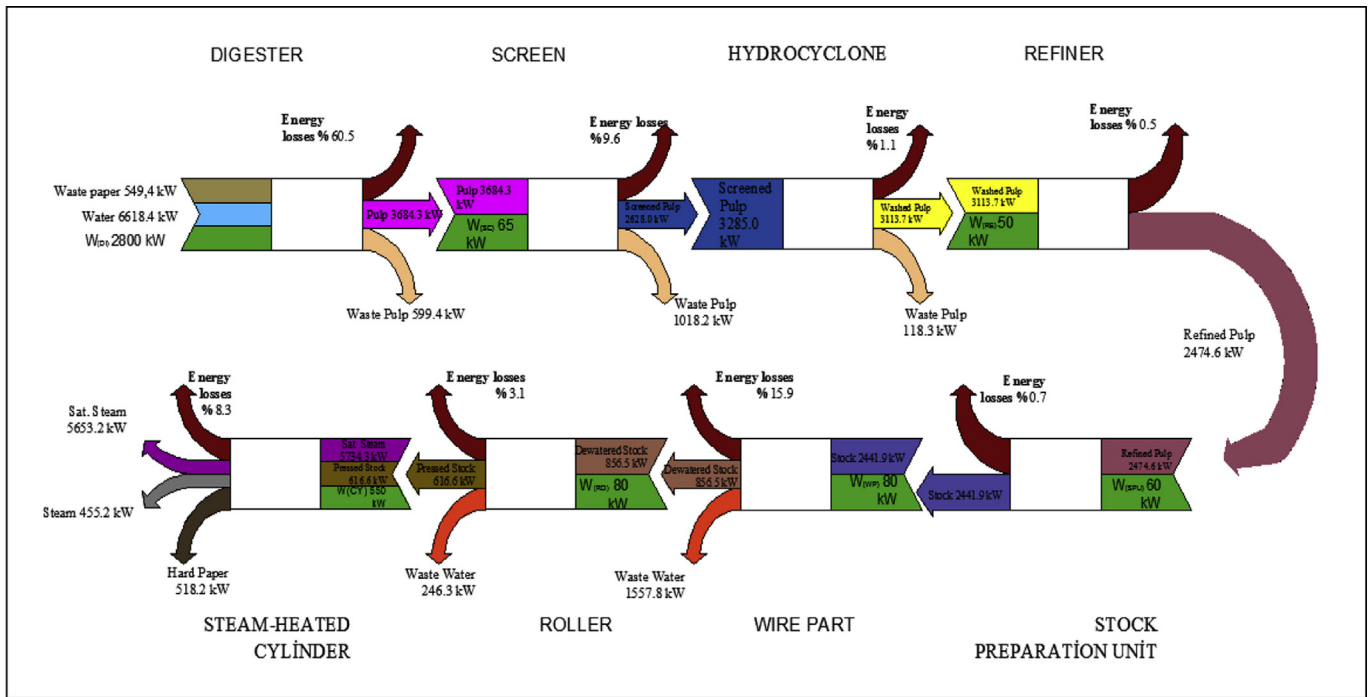 DIGESTER
SCREEN
HYDROCYCLONE
REFINER
Energy
losses % 60.5
Energy losses
%9.6
Energy
losses
%1.1
Energy
losses %0.5
Waste paper 549,4 kW
Water 6618.4 kW
W(DI) 2800 kW
Pulp 3684.3 kW
Pulp 3684.3
kW
W(SC) 65
kW
Screened Pulp
2628.0 kW
Screened
Pulp
3285.0
kW
Washed Pulp
3113.7 kW
Washed Pulp
3113.7 kW
W(RE) 50
kW
Waste Pulp 599.4 kW
Waste Pulp
1018.2 kW
Waste Pulp
118.3 kW
Refined Pulp
2474.6 kW
Energy
losses
% 8.3
Energy losses
% 3.1
Energy losses
% 15.9
Energy
losses %0.7
Sat. Steam
5653.2 kW
Steam 455.2 kW
Sat. Steam
5734.3 kW
Pressed Stock
616.6 kW
W(CY) 550
kW
Pressed Stock
616.6 kW
Dewatered Stock
856.5 kW
W(RO) 80
kW
Dewatered Stock
856.5 kW
Stock 2441.9 kW
W(WP) 80
kW
Stock 2441.9 kW
Refined Pulp
2474.6 kW
W(SPU) 60
kW
Hard Paper
518.2 kW
Waste Water
246.3 kW
Waste Water
1557.8 kW
STEAM-HEATED
CYLİNDER
ROLLER
WIRE PART
STOCK
PREPARATİON UNIT